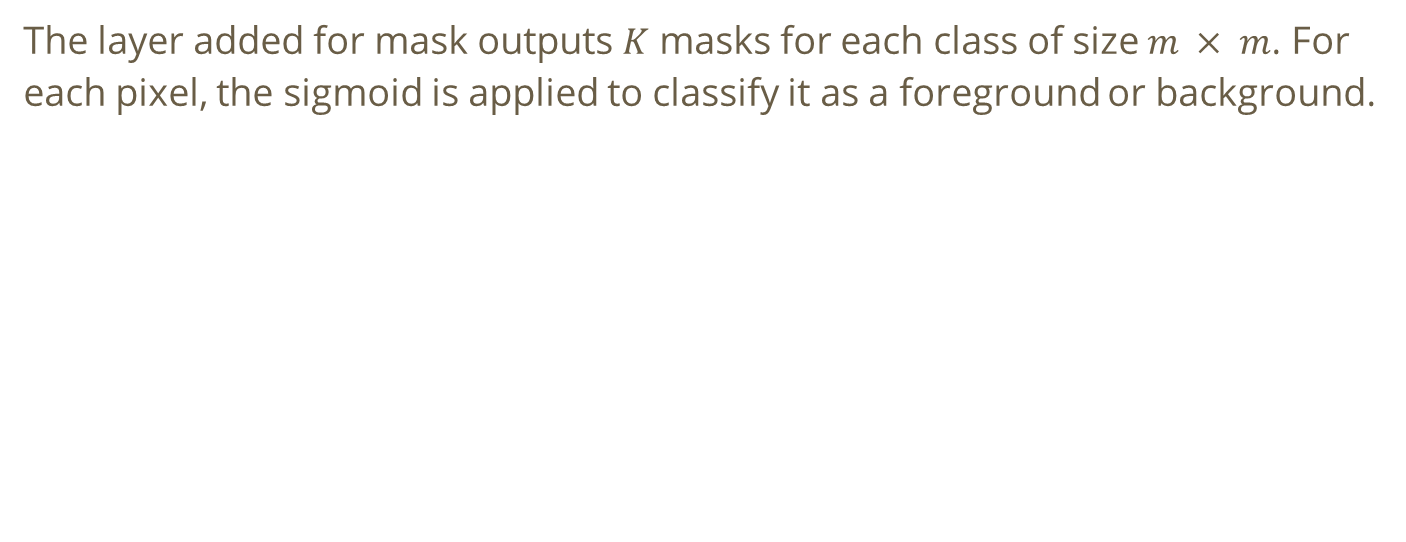 The layer added for mask outputs K masks for each class of size m × m. For
each pixel, the sigmoid is applied to classify it as a foreground or background.